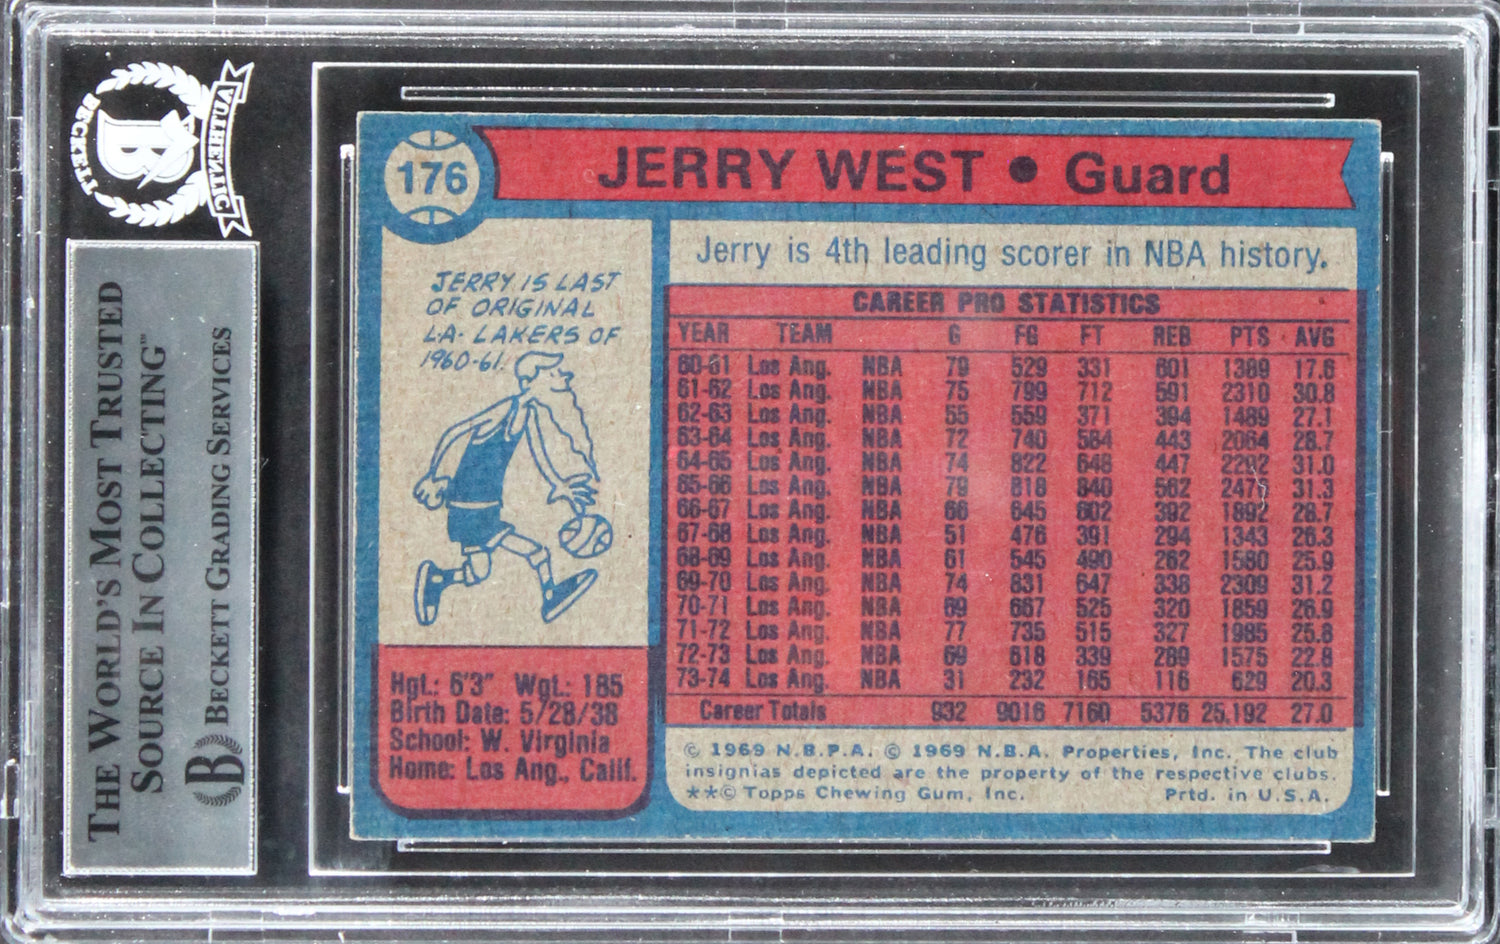 BECKETT
B
AUTHENTIC
THE WORLD'S MOST TRUSTED
SOURCE IN COLLECTING™
B BECKETT GRADING SERVICES
176
JERRY WEST • Guard
JERRY IS LAST
OF ORIGINAL
L.A. LAKERS OF
1960-61.
Hgt.: 6'3" Wgt.: 185
Birth Date: 5/28/38
School: W. Virginia
Home: Los Ang., Calif.
Jerry is 4th leading scorer in NBA history.
CAREER PRO STATISTICS
YEAR TEAM G FG FT REB PTS AVG
60-61 Los Ang. NBA 79 529 331 601 1389 17.6
61-62 Los Ang. NBA 75 799 712 591 2310 30.8
62-63 Los Ang. NBA 55 559 371 394 1489 27.1
63-64 Los Ang. NBA 72 740 584 443 2064 28.7
64-65 Los Ang. NBA 74 822 648 447 2292 31.0
65-66 Los Ang. NBA 79 818 840 562 2476 31.3
66-67 Los Ang. NBA 66 645 602 392 1892 28.7
67-68 Los Ang. NBA 51 476 391 294 1343 26.3
68-69 Los Ang. NBA 61 545 490 262 1580 25.9
69-70 Los Ang. NBA 74 831 647 338 2309 31.2
70-71 Los Ang. NBA 69 667 525 320 1859 26.9
71-72 Los Ang. NBA 77 735 515 327 1985 25.8
72-73 Los Ang. NBA 69 618 339 289 1575 22.8
73-74 Los Ang. NBA 31 232 165 116 629 20.3
Career Totals 932 9016 7160 5376 25,192 27.0
© 1969 N.B.P.A. © 1969 N.B.A. Properties, Inc. The club
insignias depicted are the property of the respective clubs.
**© Topps Chewing Gum, Inc. Prtd. in U.S.A.